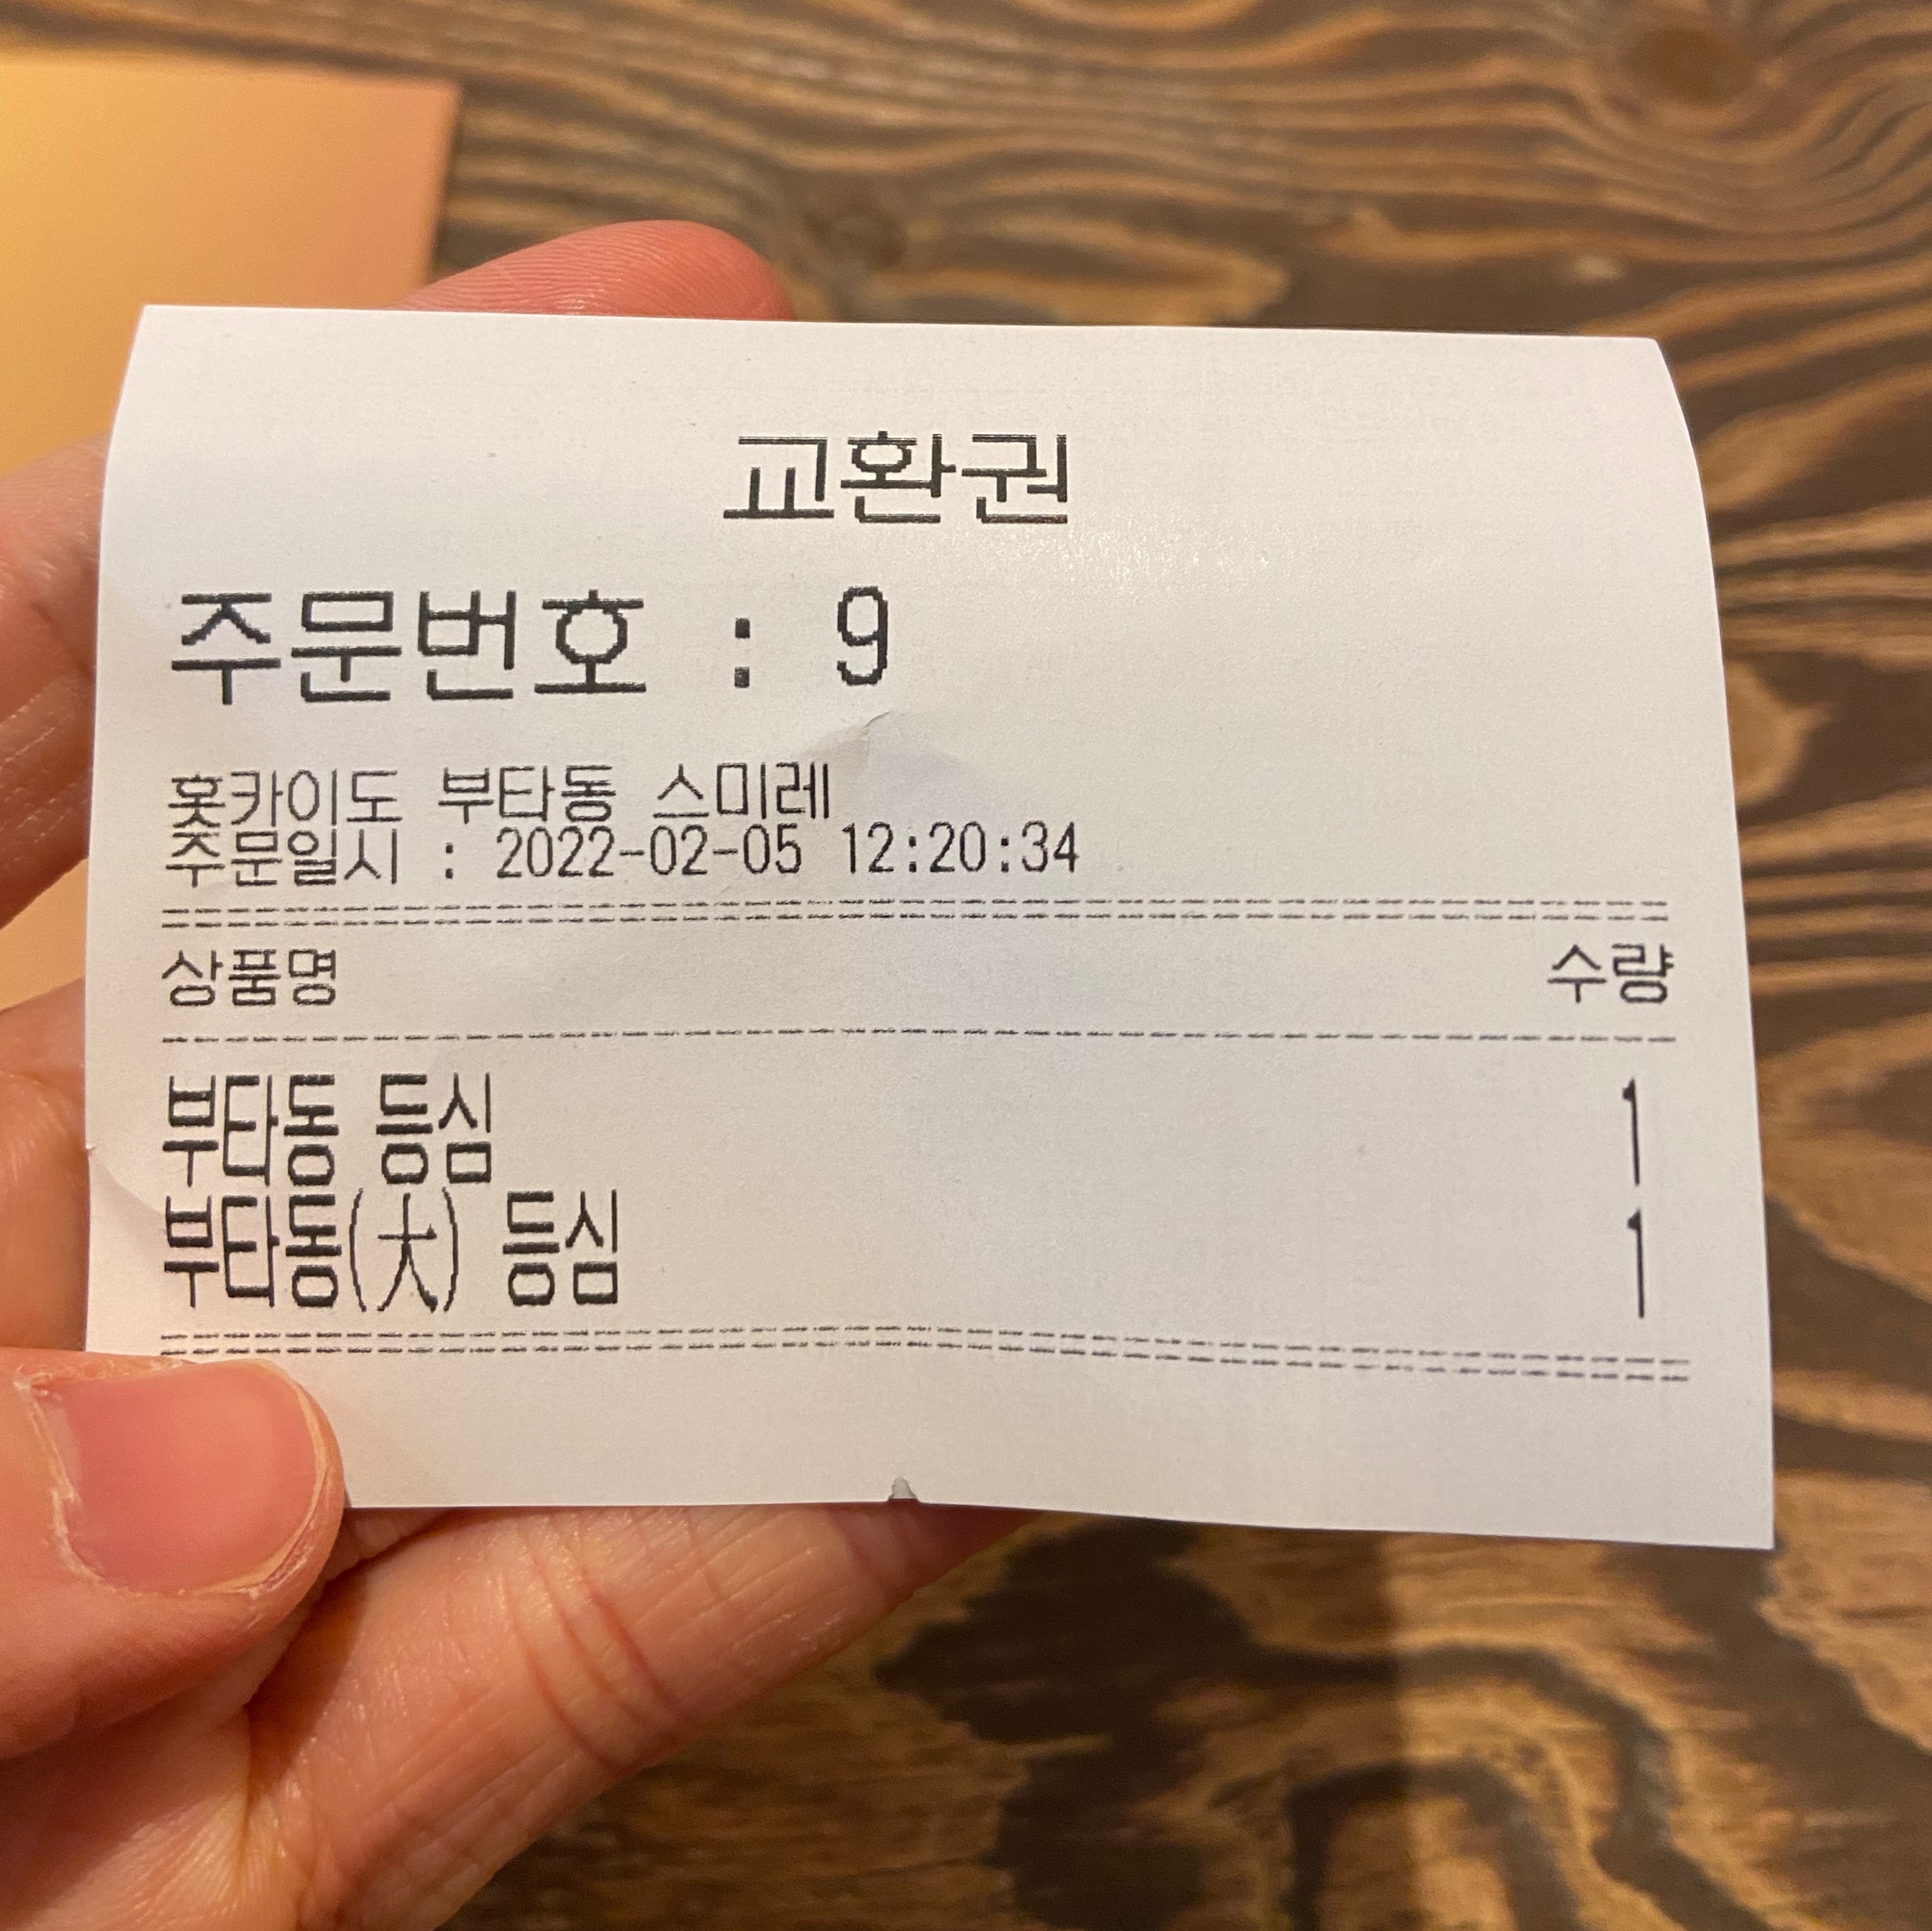 교환권
주문번호 : 9
홋카이도 부타동 스미레
주문일시 : 2022-02-05 12:20:34
상품명 수량
부타동 등심 1
부타동(大) 등심 1